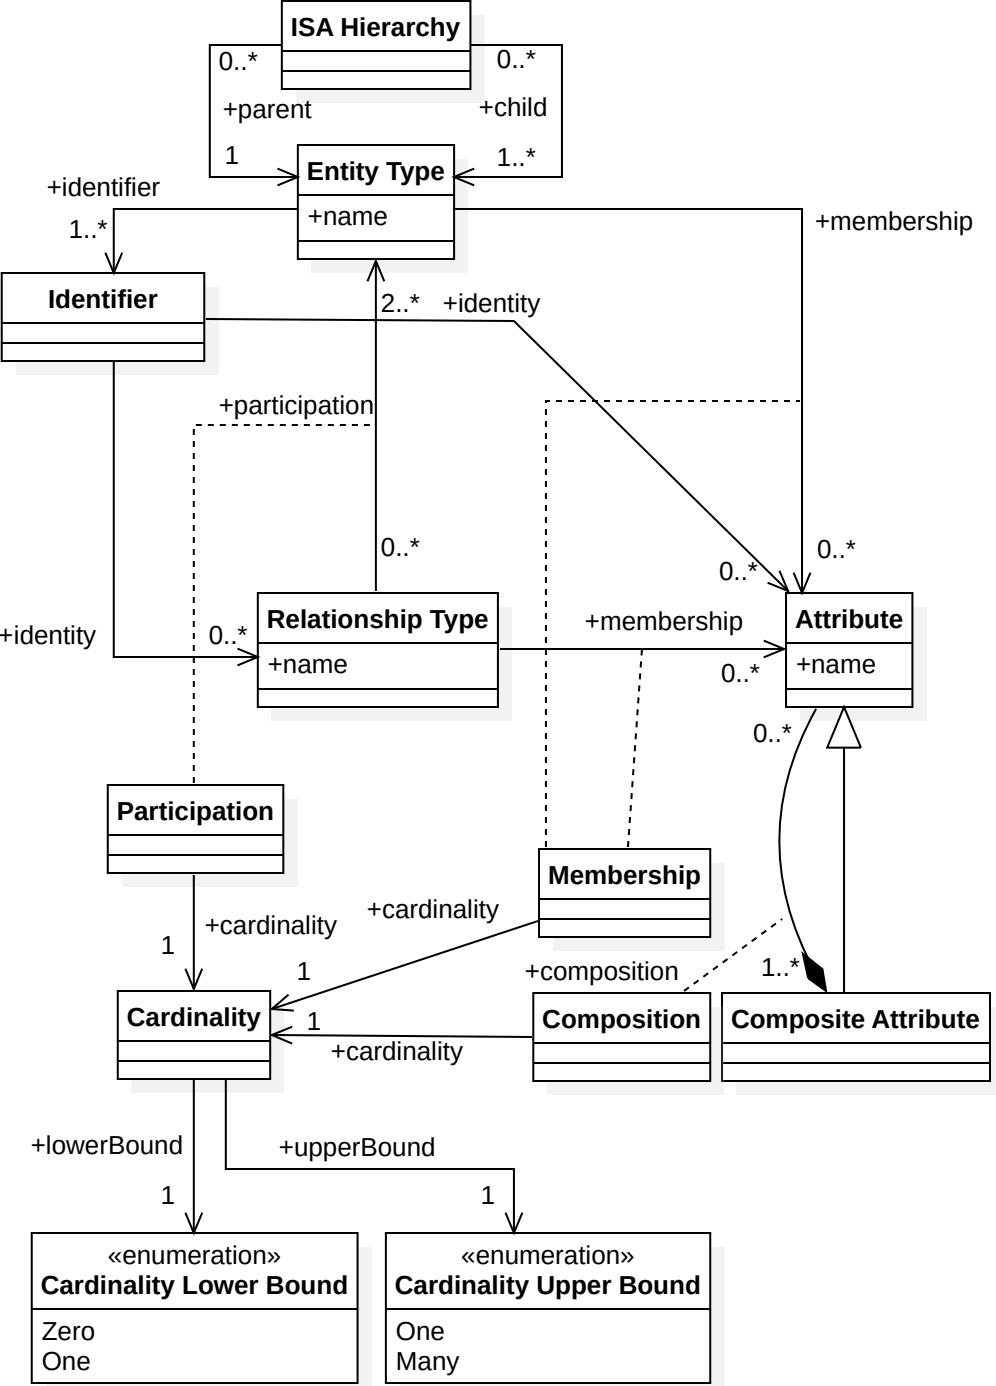 ISA Hierarchy
0..*
0..*
+parent
+child
1
1..*
Entity Type
+name
+identifier
1..*
+membership
Identifier
2..*
+identity
+participation
0..*
0..*
0..*
+identity
0..*
Relationship Type
+name
+membership
0..*
Attribute
+name
0..*
Participation
Membership
+cardinality
+cardinality
1
1
+composition
1..*
Cardinality
1
+cardinality
Composition
Composite Attribute
+lowerBound
+upperBound
1
1
«enumeration»
Cardinality Lower Bound
Zero
One
«enumeration»
Cardinality Upper Bound
One
Many